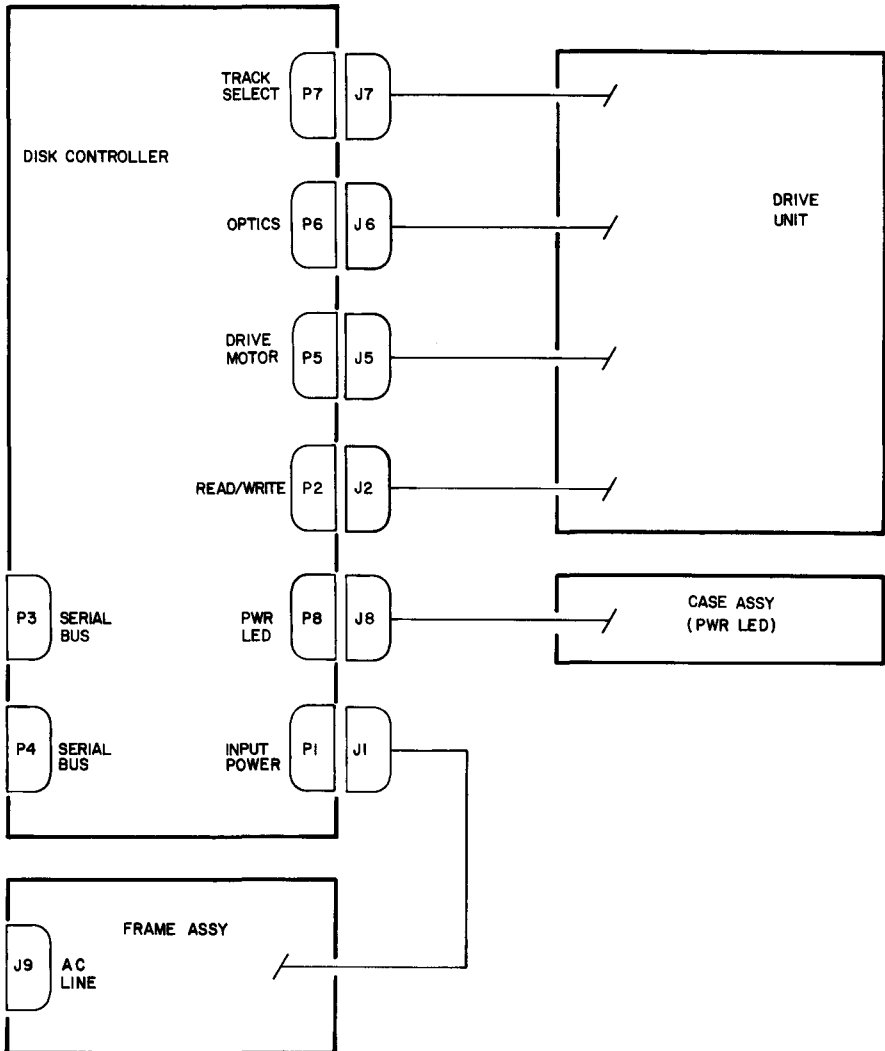 TRACK
SELECT
P7
J7
DISK CONTROLLER
DRIVE
UNIT
OPTICS
P6
J6
DRIVE
MOTOR
P5
J5
READ/WRITE
P2
J2
P3
SERIAL
BUS
PWR
LED
P8
J8
CASE ASSY
(PWR LED)
P4
SERIAL
BUS
INPUT
POWER
P1
J1
FRAME ASSY
J9
AC
LINE